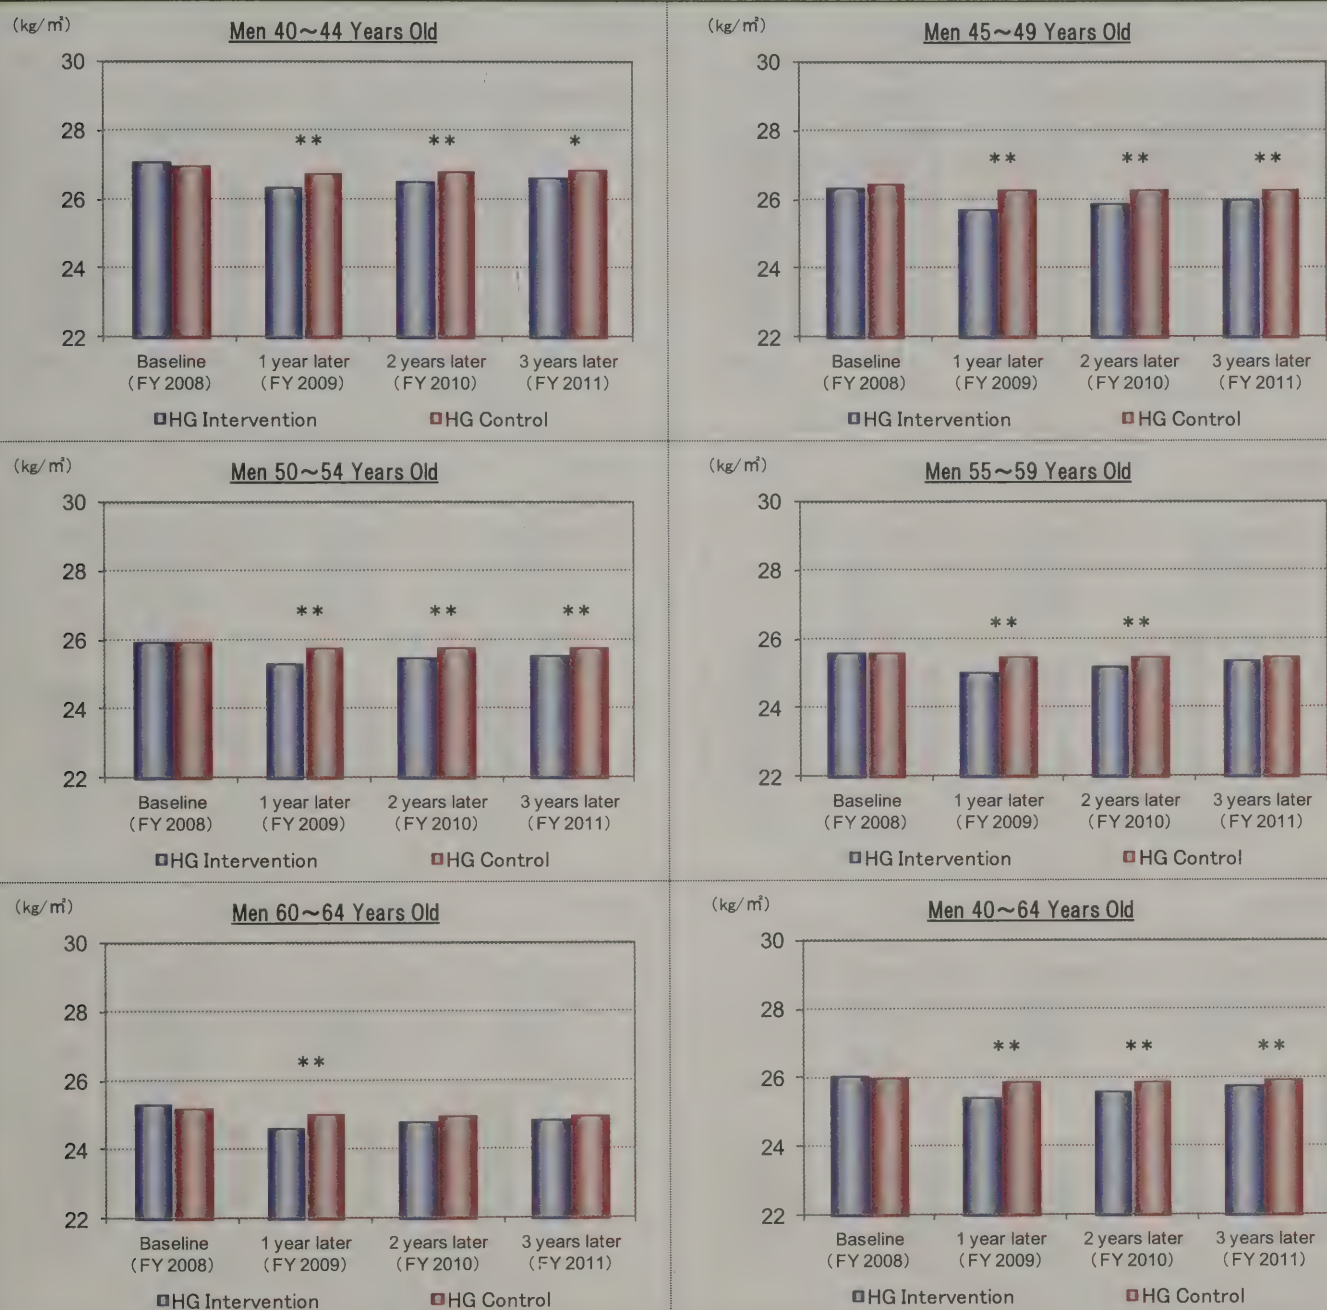 (kg/㎡)
Men 40~44 Years Old
30
28
26
24
22
** ** *
Baseline 1 year later 2 years later 3 years later
(FY 2008) (FY 2009) (FY 2010) (FY 2011)
HG Intervention HG Control
(kg/㎡)
Men 45~49 Years Old
30
28
26
24
22
** ** **
Baseline 1 year later 2 years later 3 years later
(FY 2008) (FY 2009) (FY 2010) (FY 2011)
HG Intervention HG Control
(kg/㎡)
Men 50~54 Years Old
30
28
26
24
22
** ** **
Baseline 1 year later 2 years later 3 years later
(FY 2008) (FY 2009) (FY 2010) (FY 2011)
HG Intervention HG Control
(kg/㎡)
Men 55~59 Years Old
30
28
26
24
22
** **
Baseline 1 year later 2 years later 3 years later
(FY 2008) (FY 2009) (FY 2010) (FY 2011)
HG Intervention HG Control
(kg/㎡)
Men 60~64 Years Old
30
28
26
24
22
**
Baseline 1 year later 2 years later 3 years later
(FY 2008) (FY 2009) (FY 2010) (FY 2011)
HG Intervention HG Control
(kg/㎡)
Men 40~64 Years Old
30
28
26
24
22
** ** **
Baseline 1 year later 2 years later 3 years later
(FY 2008) (FY 2009) (FY 2010) (FY 2011)
HG Intervention HG Control